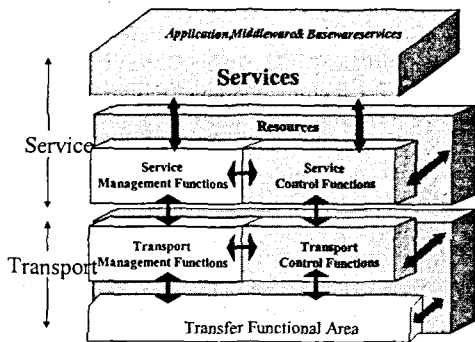 Application,Middleware& Basewareservices
Services
Resources
Service
Service
Management Functions
Service
Control Functions
Transport
Transport
Management Functions
Transport
Control Functions
Transfer Functional Area